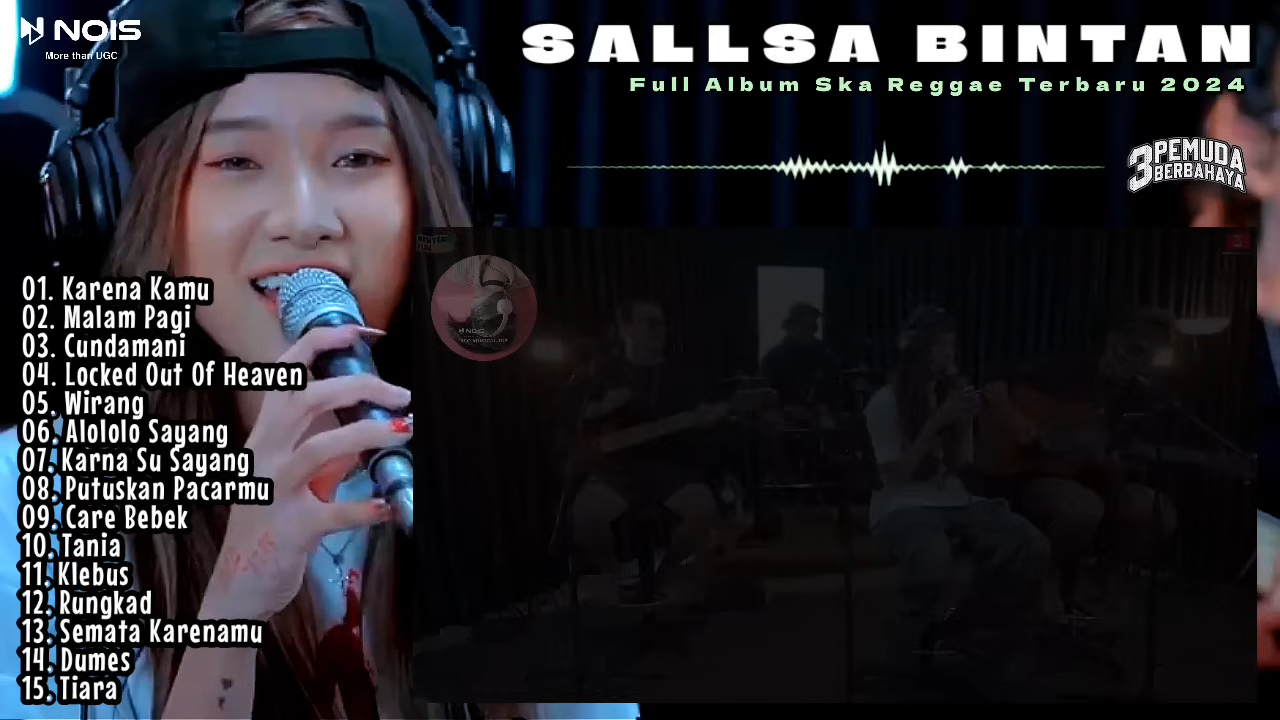 NOIS
More than UGC
SALLSA BINTAN
Full Album Ska Reggae Terbaru 2024
3 PEMUDA
BERBAHAYA
01. Karena Kamu
02. Malam Pagi
03. Cundamani
04. Locked Out Of Heaven
05. Wirang
06. Alololo Sayang
07. Karna Su Sayang
08. Putuskan Pacarmu
09. Care Bebek
10. Tania
11. Klebus
12. Rungkad
13. Semata Karenamu
14. Dumes
15. Tiara
NOIS